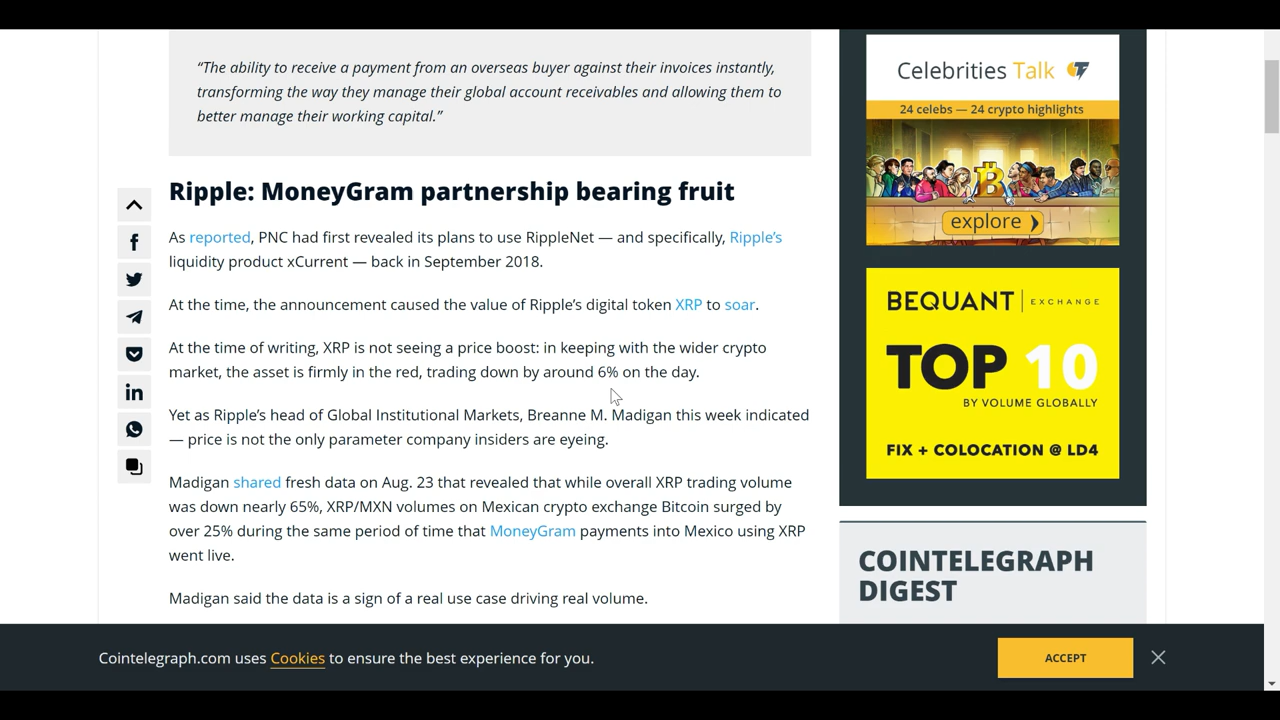 “The ability to receive a payment from an overseas buyer against their invoices instantly,
transforming the way they manage their global account receivables and allowing them to
better manage their working capital.”
Ripple: MoneyGram partnership bearing fruit
As reported, PNC had first revealed its plans to use RippleNet — and specifically, Ripple’s
liquidity product xCurrent — back in September 2018.
At the time, the announcement caused the value of Ripple’s digital token XRP to soar.
At the time of writing, XRP is not seeing a price boost: in keeping with the wider crypto
market, the asset is firmly in the red, trading down by around 6% on the day.
Yet as Ripple’s head of Global Institutional Markets, Breanne M. Madigan this week indicated
— price is not the only parameter company insiders are eyeing.
Madigan shared fresh data on Aug. 23 that revealed that while overall XRP trading volume
was down nearly 65%, XRP/MXN volumes on Mexican crypto exchange Bitcoin surged by
over 25% during the same period of time that MoneyGram payments into Mexico using XRP
went live.
Madigan said the data is a sign of a real use case driving real volume.
Celebrities Talk
24 celebs — 24 crypto highlights
explore ❯
BEQUANT | EXCHANGE
TOP 10
BY VOLUME GLOBALLY
FIX + COLOCATION @ LD4
COINTELEGRAPH
DIGEST
Cointelegraph.com uses Cookies to ensure the best experience for you.
ACCEPT